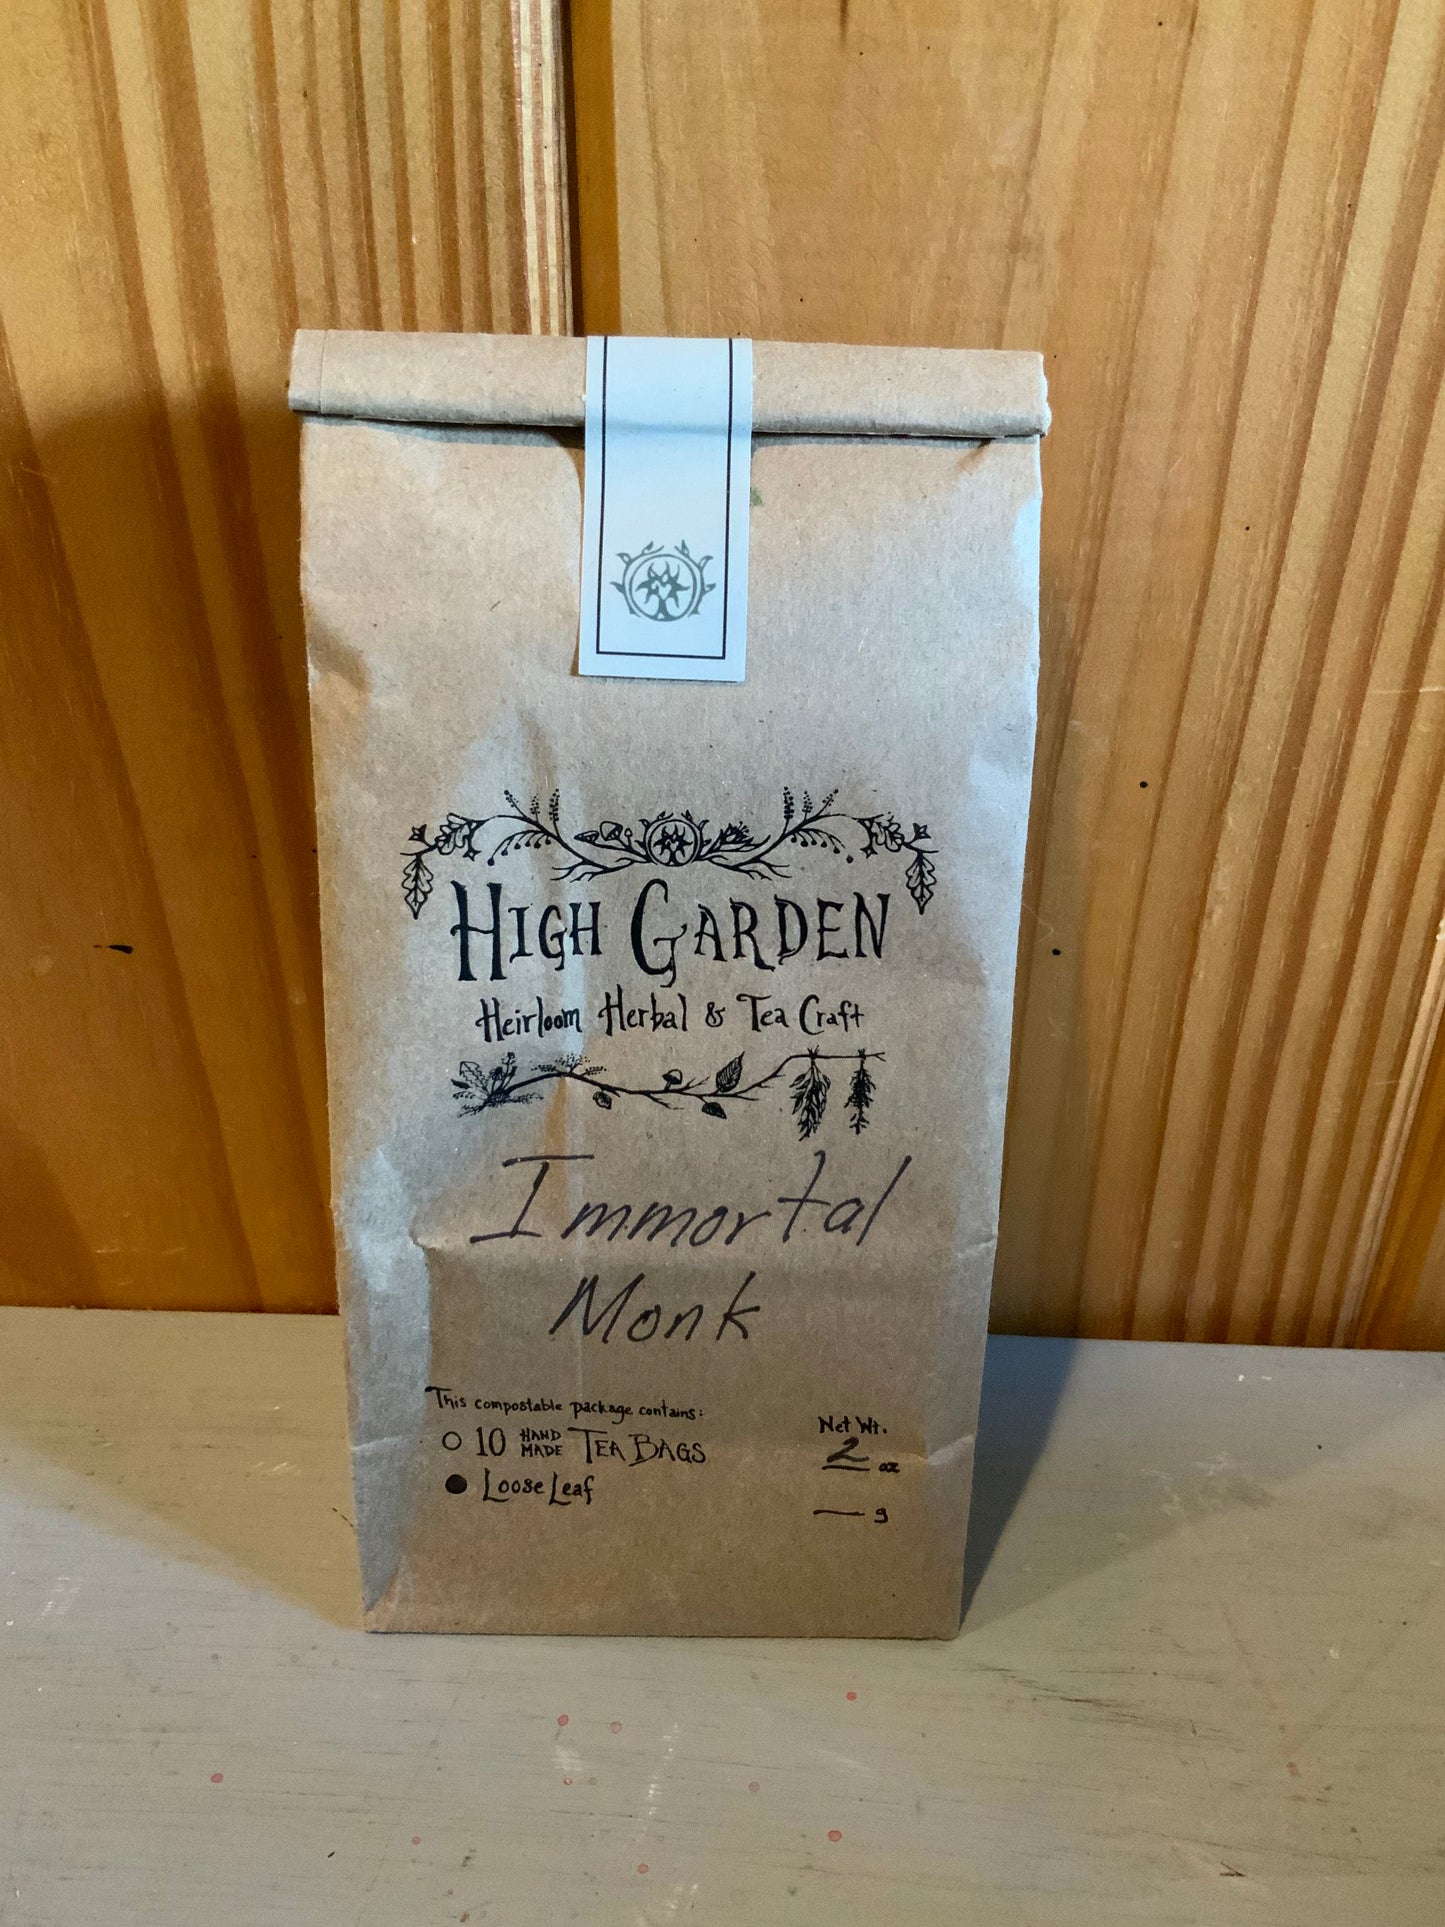 HIGH GARDEN
Heirloom Herbal & Tea Craft
Immortal
Monk
This compostable package contains:
10 HAND MADE TEA BAGS
Loose Leaf
Net Wt.
2 oz
g